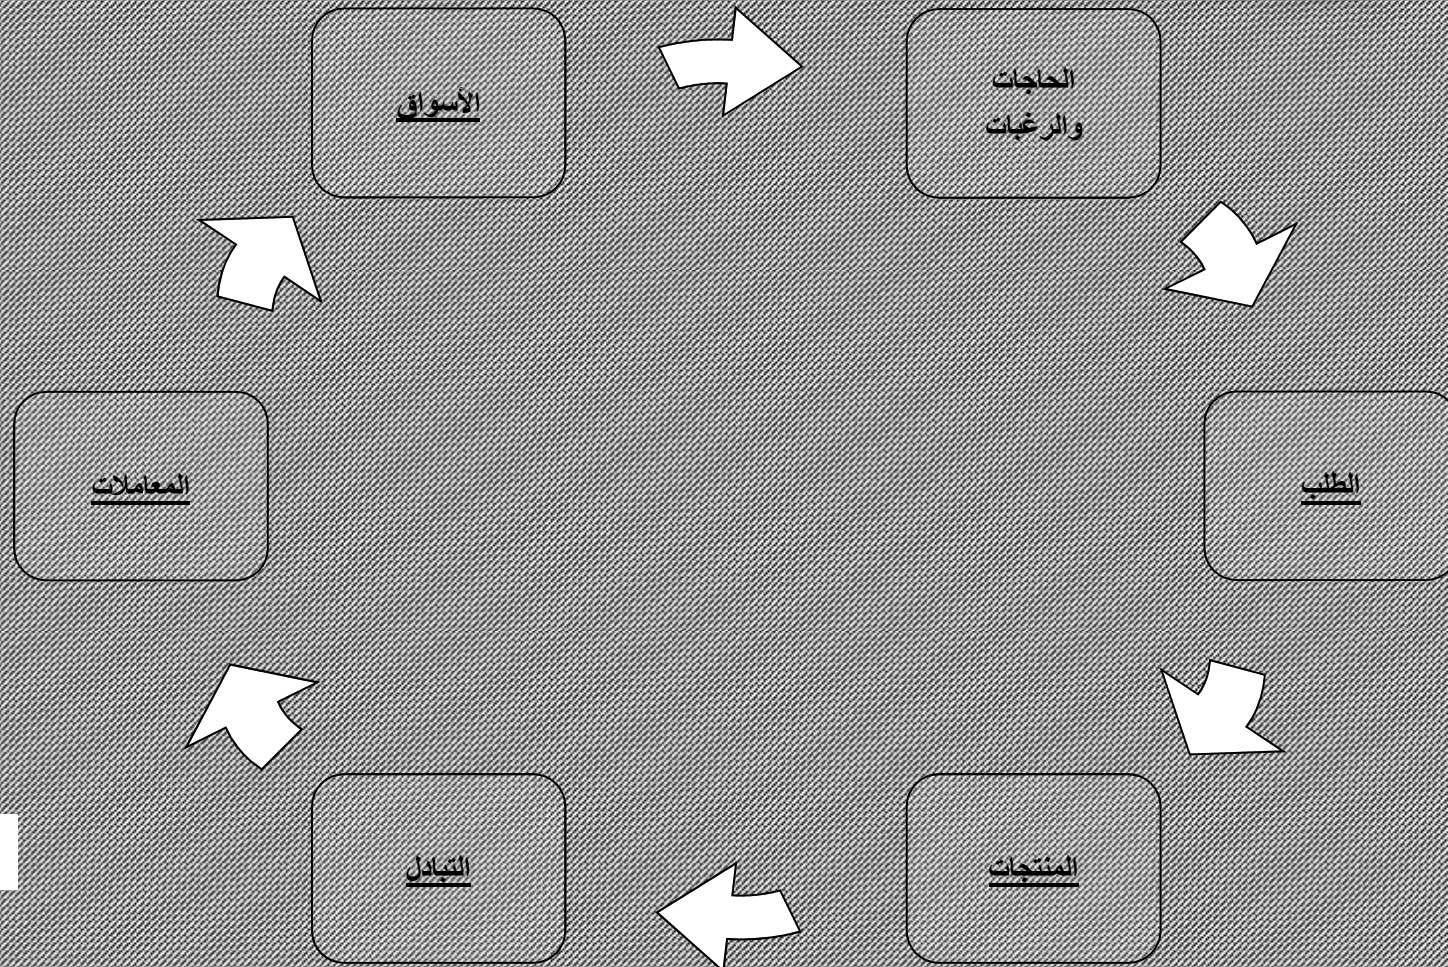 الحاجات
والرغبات
الأسواق
الطلب
المعاملات
المنتجات
التبادل